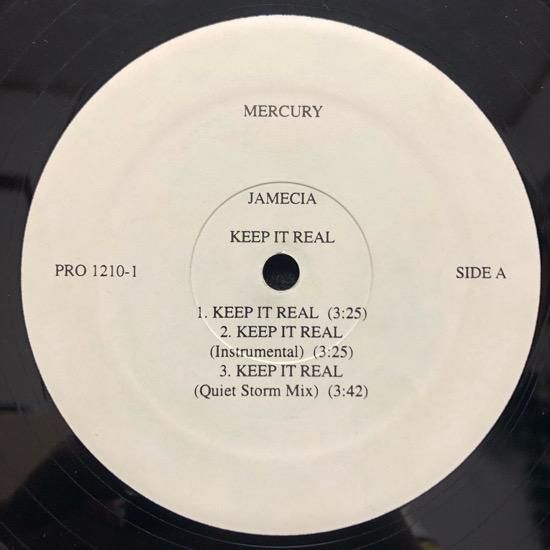 MERCURY
JAMECIA
KEEP IT REAL
PRO 1210-1
SIDE A
1. KEEP IT REAL (3:25)
2. KEEP IT REAL
(Instrumental) (3:25)
3. KEEP IT REAL
(Quiet Storm Mix) (3:42)